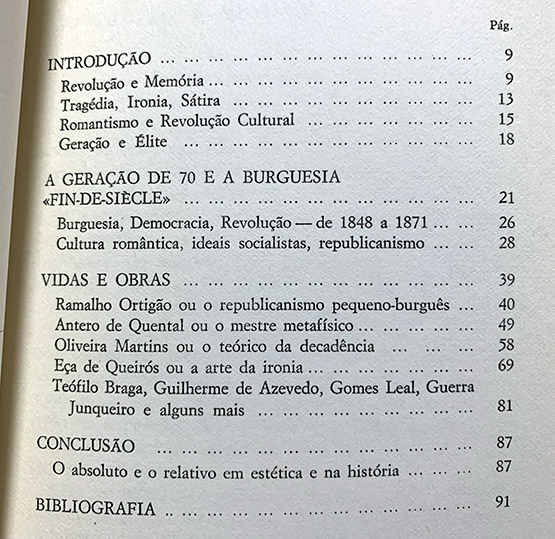 Pág.
INTRODUÇÃO ... ... ... ... ... ... ... ... ... ... ... ... 9
Revolução e Memória ... ... ... ... ... ... ... ... ... ... 9
Tragédia, Ironia, Sátira ... ... ... ... ... ... ... ... ... 13
Romantismo e Revolução Cultural ... ... ... ... ... ... 15
Geração e Élite ... ... ... ... ... ... ... ... ... ... ... 18
A GERAÇÃO DE 70 E A BURGUESIA
«FIN-DE-SIÈCLE» ... ... ... ... ... ... ... ... ... ... ... 21
Burguesia, Democracia, Revolução — de 1848 a 1871 ... ... 26
Cultura romântica, ideais socialistas, republicanismo ... ... 28
VIDAS E OBRAS ... ... ... ... ... ... ... ... ... ... ... 39
Ramalho Ortigão ou o republicanismo pequeno-burguês ... 40
Antero de Quental ou o mestre metafísico ... ... ... ... ... 49
Oliveira Martins ou o teórico da decadência ... ... ... 58
Eça de Queirós ou a arte da ironia ... ... ... ... ... ... 69
Teófilo Braga, Guilherme de Azevedo, Gomes Leal, Guerra
Junqueiro e alguns mais ... ... ... ... ... ... ... ... 81
CONCLUSÃO ... ... ... ... ... ... ... ... ... ... ... ... 87
O absoluto e o relativo em estética e na história ... ... ... 87
BIBLIOGRAFIA .. ... ... ... ... ... ... ... ... ... ... ... 91